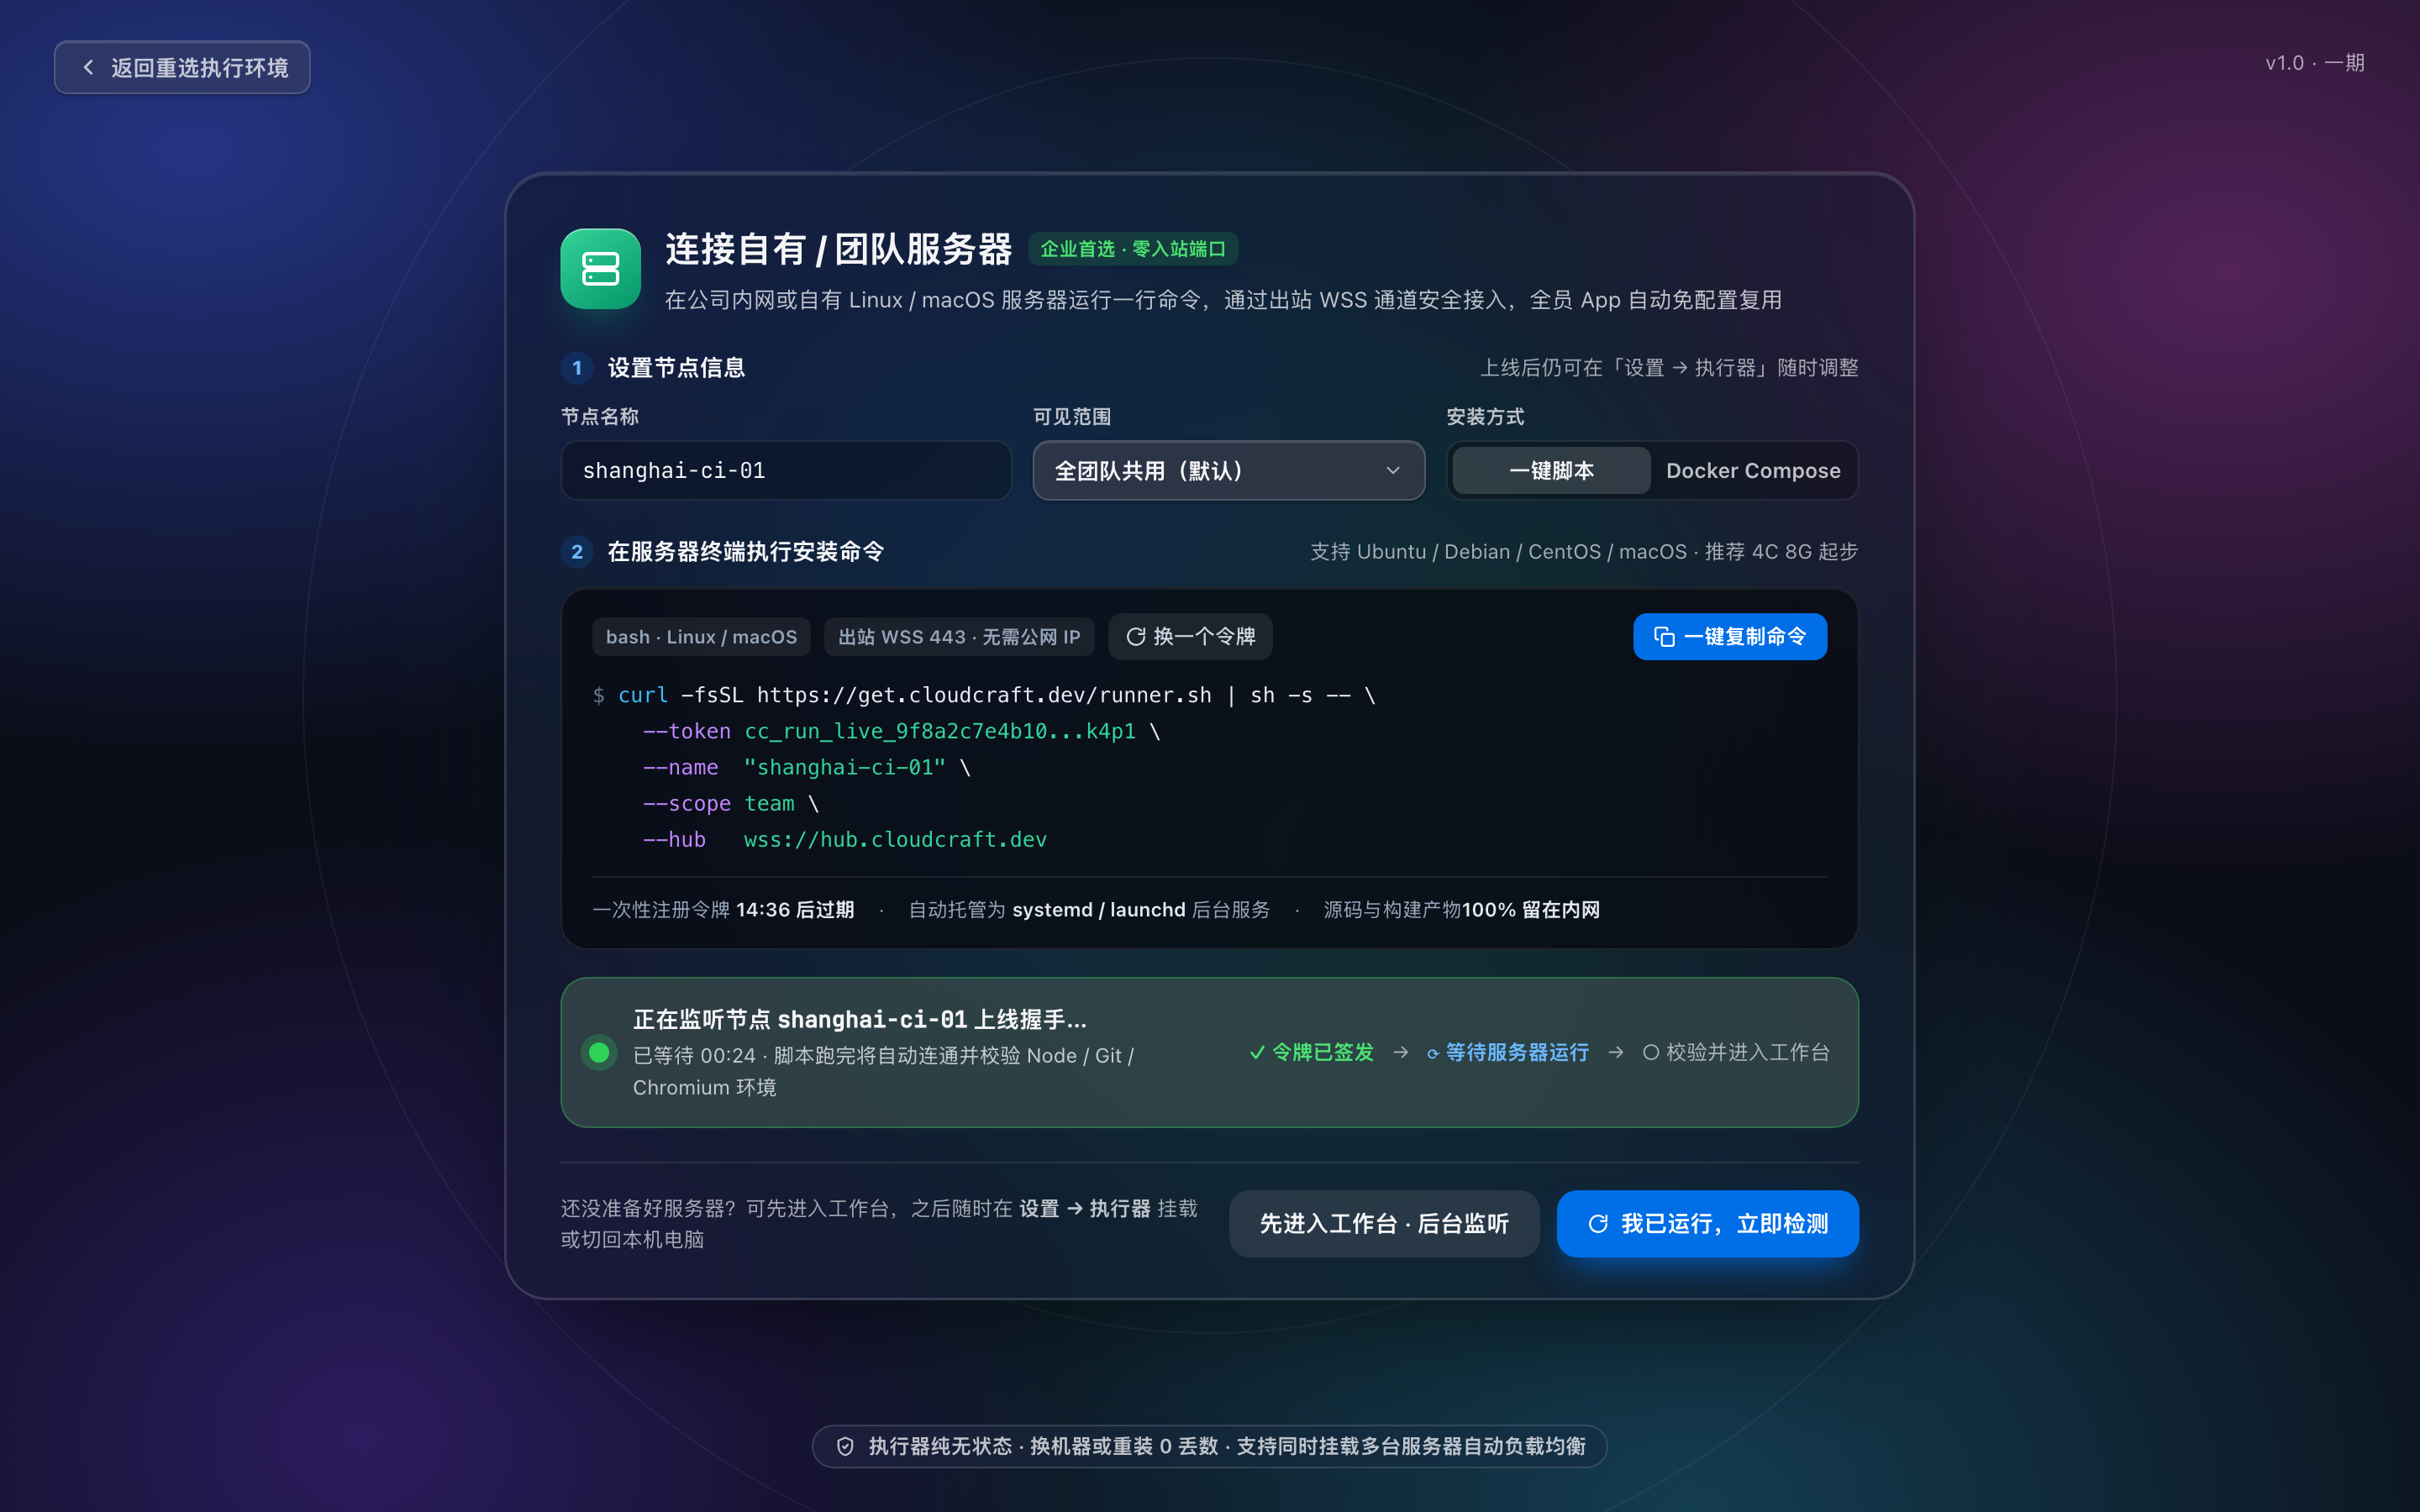 返回重选执行环境
v1.0 · 一期
连接自有 / 团队服务器
企业首选 · 零入站端口
在公司内网或自有 Linux / macOS 服务器运行一行命令，通过出站 WSS 通道安全接入，全员 App 自动免配置复用
1 设置节点信息
上线后仍可在「设置 → 执行器」随时调整
节点名称
可见范围
安装方式
shanghai-ci-01
全团队共用（默认）
一键脚本
Docker Compose
2 在服务器终端执行安装命令
支持 Ubuntu / Debian / CentOS / macOS · 推荐 4C 8G 起步
bash · Linux / macOS
出站 WSS 443 · 无需公网 IP
换一个令牌
一键复制命令
$ curl -fsSL https://get.cloudcraft.dev/runner.sh | sh -s -- \
--token cc_run_live_9f8a2c7e4b10...k4p1 \
--name "shanghai-ci-01" \
--scope team \
--hub wss://hub.cloudcraft.dev
一次性注册令牌 14:36 后过期 · 自动托管为 systemd / launchd 后台服务 · 源码与构建产物100% 留在内网
正在监听节点 shanghai-ci-01 上线握手...
已等待 00:24 · 脚本跑完将自动连通并校验 Node / Git /
Chromium 环境
✓ 令牌已签发 → ⟳ 等待服务器运行 → ○ 校验并进入工作台
还没准备好服务器？可先进入工作台，之后随时在 设置 → 执行器 挂载
或切回本机电脑
先进入工作台 · 后台监听
我已运行，立即检测
执行器纯无状态 · 换机器或重装 0 丢数 · 支持同时挂载多台服务器自动负载均衡